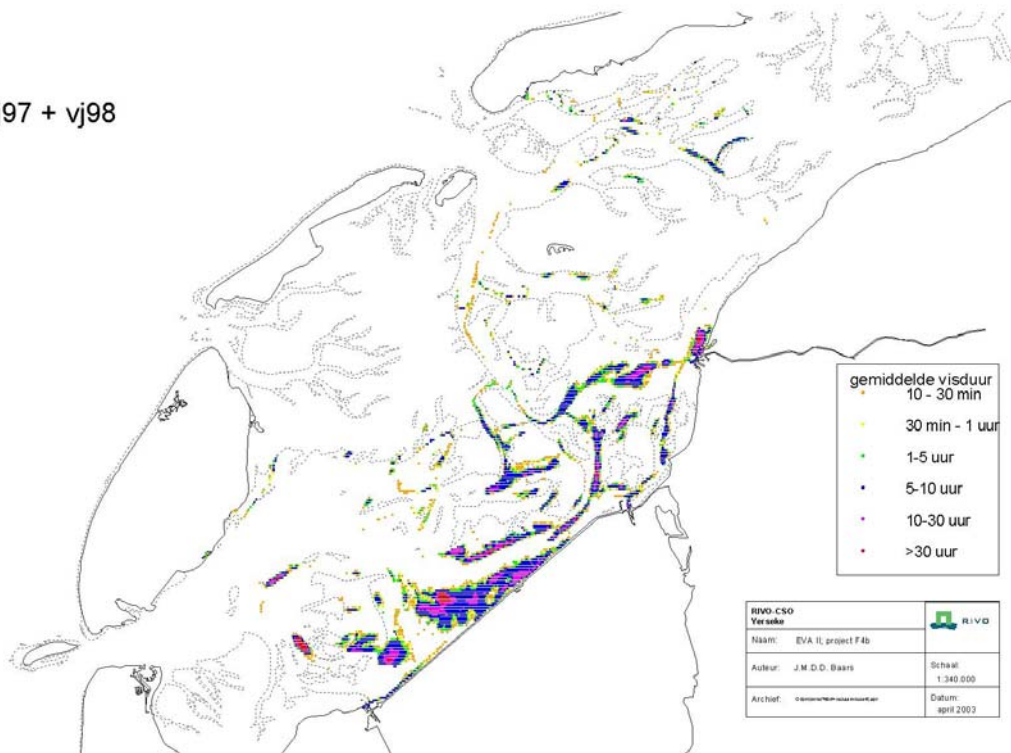 97 + vj98
gemiddelde visduur
10 - 30 min
30 min - 1 uur
1-5 uur
5-10 uur
10-30 uur
>30 uur
RIVO-CSO
Yerseke
RIVO
Naam: EVA II; project F4b
Auteur: J.M.D.D. Baars
Schaal:
1:340.000
Archief:
Datum:
april 2003